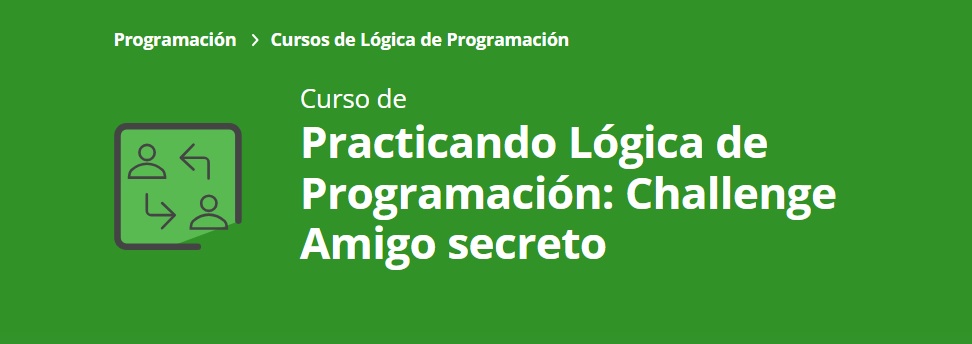 Programación > Cursos de Lógica de Programación
Curso de
Practicando Lógica de
Programación: Challenge
Amigo secreto